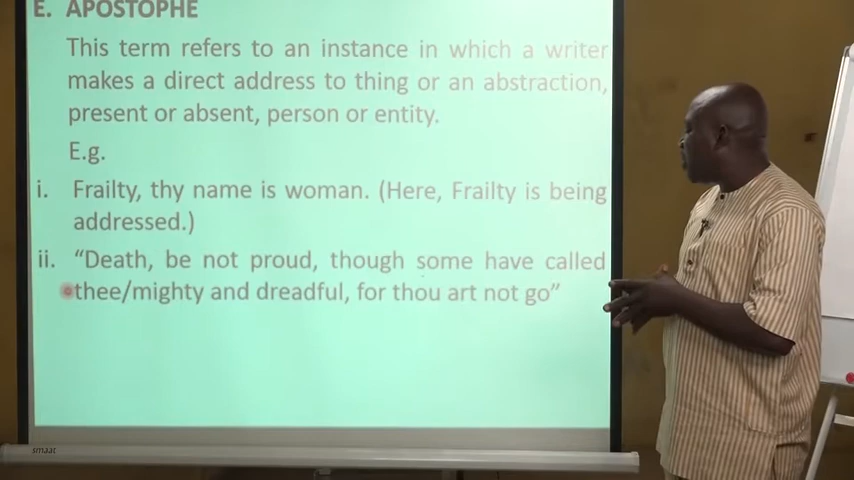 E. APOSTOPHE
This term refers to an instance in which a writer
makes a direct address to thing or an abstraction,
present or absent, person or entity.
E.g.
i. Frailty, thy name is woman. (Here, Frailty is being
addressed.)
ii. “Death, be not proud, though some have called
thee/mighty and dreadful, for thou art not go”
smaat